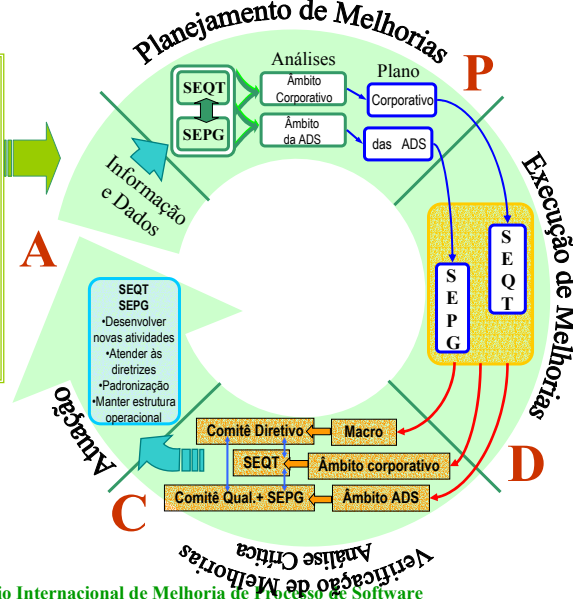 Planejamento de Melhorias
P
Análises
Plano
SEQT
SEPG
Âmbito
Corporativo
Âmbito
da ADS
Corporativo
das ADS
Informação
e Dados
A
Execução de Melhorias
S
E
Q
T
S
E
P
G
SEQT
SEPG
•Desenvolver
novas atividades
•Atender às
diretrizes
•Padronização
•Manter estrutura
operacional
Atuação
Comitê Diretivo
Macro
SEQT
Âmbito corporativo
Comitê Qual.+ SEPG
Âmbito ADS
D
C
Análise Crítica
Verificação de Melhorias
io Internacional de Melhoria de Processo de Software